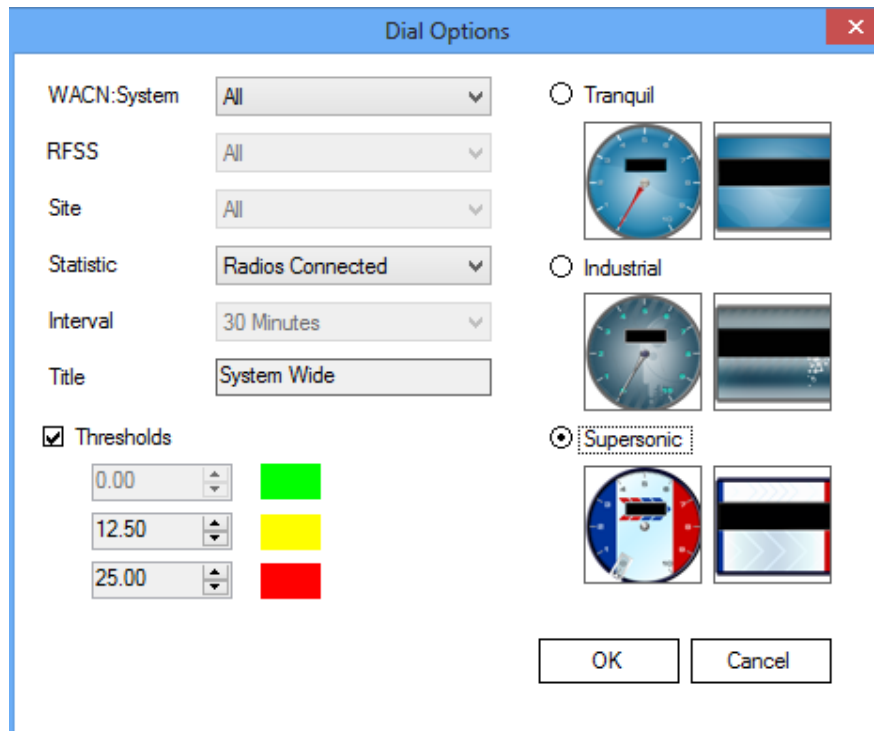 Dial Options
WACN:System All
RFSS All
Site All
Statistic Radios Connected
Interval 30 Minutes
Title System Wide
Thresholds
0.00
12.50
25.00
Tranquil
Industrial
Supersonic
OK Cancel